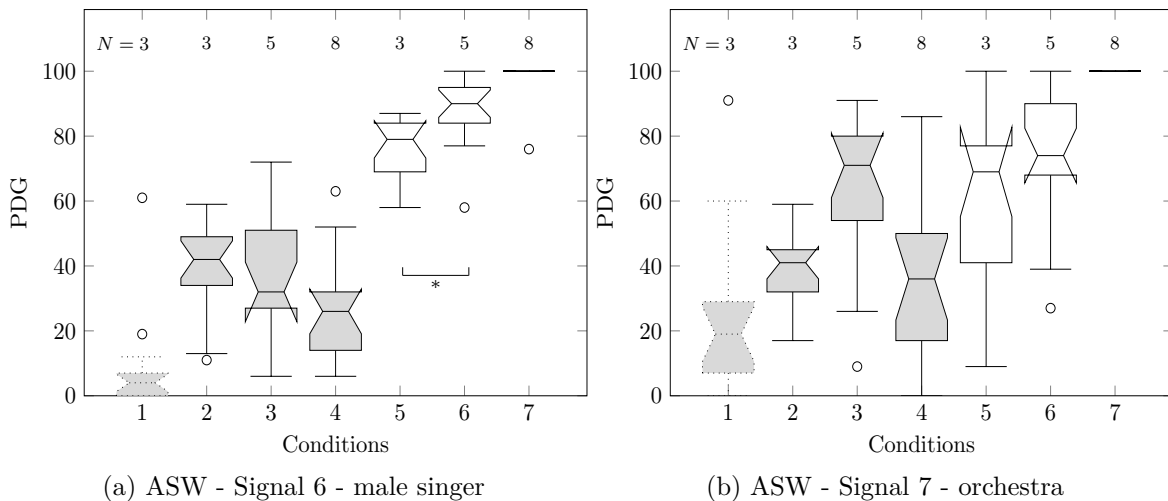 N = 3 3 5 8 3 5 8
100
80
60
40
20
0
PDG
*
1 2 3 4 5 6 7
Conditions
(a) ASW - Signal 6 - male singer
N = 3 3 5 8 3 5 8
100
80
60
40
20
0
PDG
1 2 3 4 5 6 7
Conditions
(b) ASW - Signal 7 - orchestra